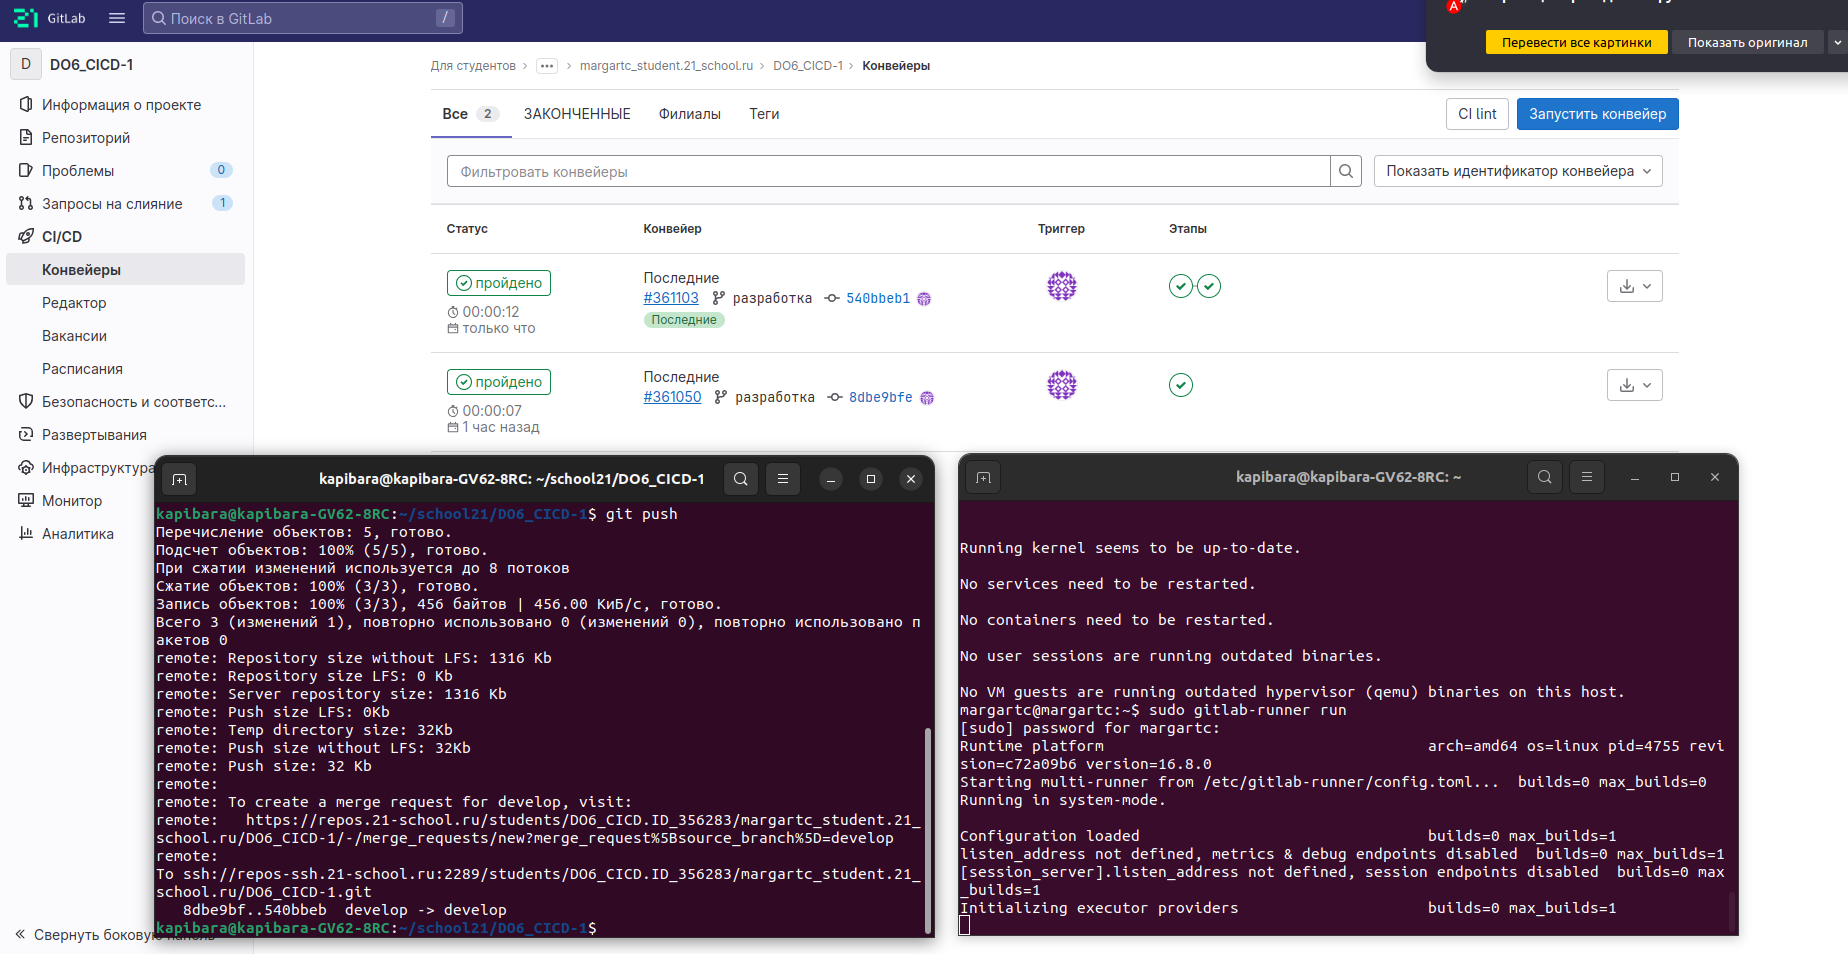 GitLab
Поиск в GitLab
/
A
Перевести все картинки
Показать оригинал
D
DO6_CICD-1
Информация о проекте
Репозиторий
Проблемы
0
Запросы на слияние
1
CI/CD
Конвейеры
Редактор
Вакансии
Расписания
Безопасность и соответс...
Развертывания
Инфраструктура
Монитор
Аналитика
Для студентов › ••• › margartc_student.21_school.ru › DO6_CICD-1 › Конвейеры
Все 2 ЗАКОНЧЕННЫЕ Филиалы Теги
CI lint
Запустить конвейер
Фильтровать конвейеры
Показать идентификатор конвейера
Статус Конвейер Триггер Этапы
пройдено
00:00:12
только что
Последние
#361103 разработка 540bbeb1
Последние
пройдено
00:00:07
1 час назад
Последние
#361050 разработка 8dbe9bfe
kapibara@kapibara-GV62-8RC: ~/school21/DO6_CICD-1
kapibara@kapibara-GV62-8RC:~/school21/DO6_CICD-1$ git push
Перечисление объектов: 5, готово.
Подсчет объектов: 100% (5/5), готово.
При сжатии изменений используется до 8 потоков
Сжатие объектов: 100% (3/3), готово.
Запись объектов: 100% (3/3), 456 байтов | 456.00 КиБ/с, готово.
Всего 3 (изменений 1), повторно использовано 0 (изменений 0), повторно использовано п
акетов 0
remote: Repository size without LFS: 1316 Kb
remote: Repository size LFS: 0 Kb
remote: Server repository size: 1316 Kb
remote: Push size LFS: 0Kb
remote: Temp directory size: 32Kb
remote: Push size without LFS: 32Kb
remote: Push size: 32 Kb
remote:
remote: To create a merge request for develop, visit:
remote:   https://repos.21-school.ru/students/DO6_CICD.ID_356283/margartc_student.21_
school.ru/DO6_CICD-1/-/merge_requests/new?merge_request%5Bsource_branch%5D=develop
remote:
To ssh://repos-ssh.21-school.ru:2289/students/DO6_CICD.ID_356283/margartc_student.21_
school.ru/DO6_CICD-1.git
   8dbe9bf..540bbeb  develop -> develop
kapibara@kapibara-GV62-8RC:~/school21/DO6_CICD-1$
kapibara@kapibara-GV62-8RC: ~
Running kernel seems to be up-to-date.
No services need to be restarted.
No containers need to be restarted.
No user sessions are running outdated binaries.
No VM guests are running outdated hypervisor (qemu) binaries on this host.
margartc@margartc:~$ sudo gitlab-runner run
[sudo] password for margartc:
Runtime platform                                    arch=amd64 os=linux pid=4755 revi
sion=c72a09b6 version=16.8.0
Starting multi-runner from /etc/gitlab-runner/config.toml...  builds=0 max_builds=0
Running in system-mode.
Configuration loaded                                builds=0 max_builds=1
listen_address not defined, metrics & debug endpoints disabled  builds=0 max_builds=1
[session_server].listen_address not defined, session endpoints disabled  builds=0 max
_builds=1
Initializing executor providers                     builds=0 max_builds=1
« Свернуть боковую панель